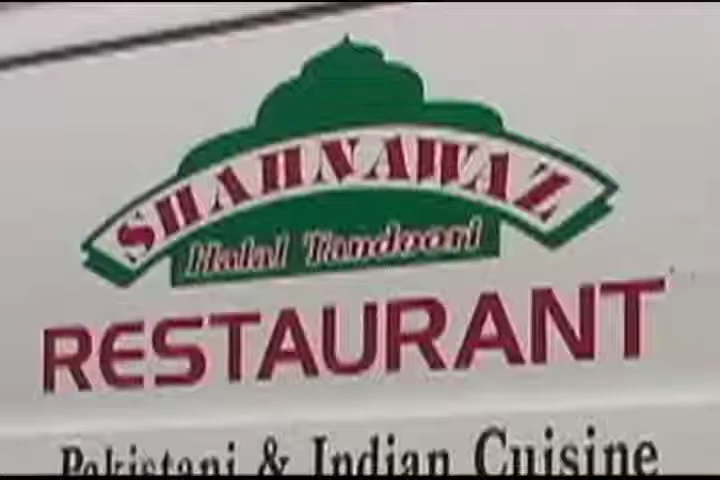 SHAHNAWAZ
Halal Tandoori
RESTAURANT
Pakistani & Indian Cuisine